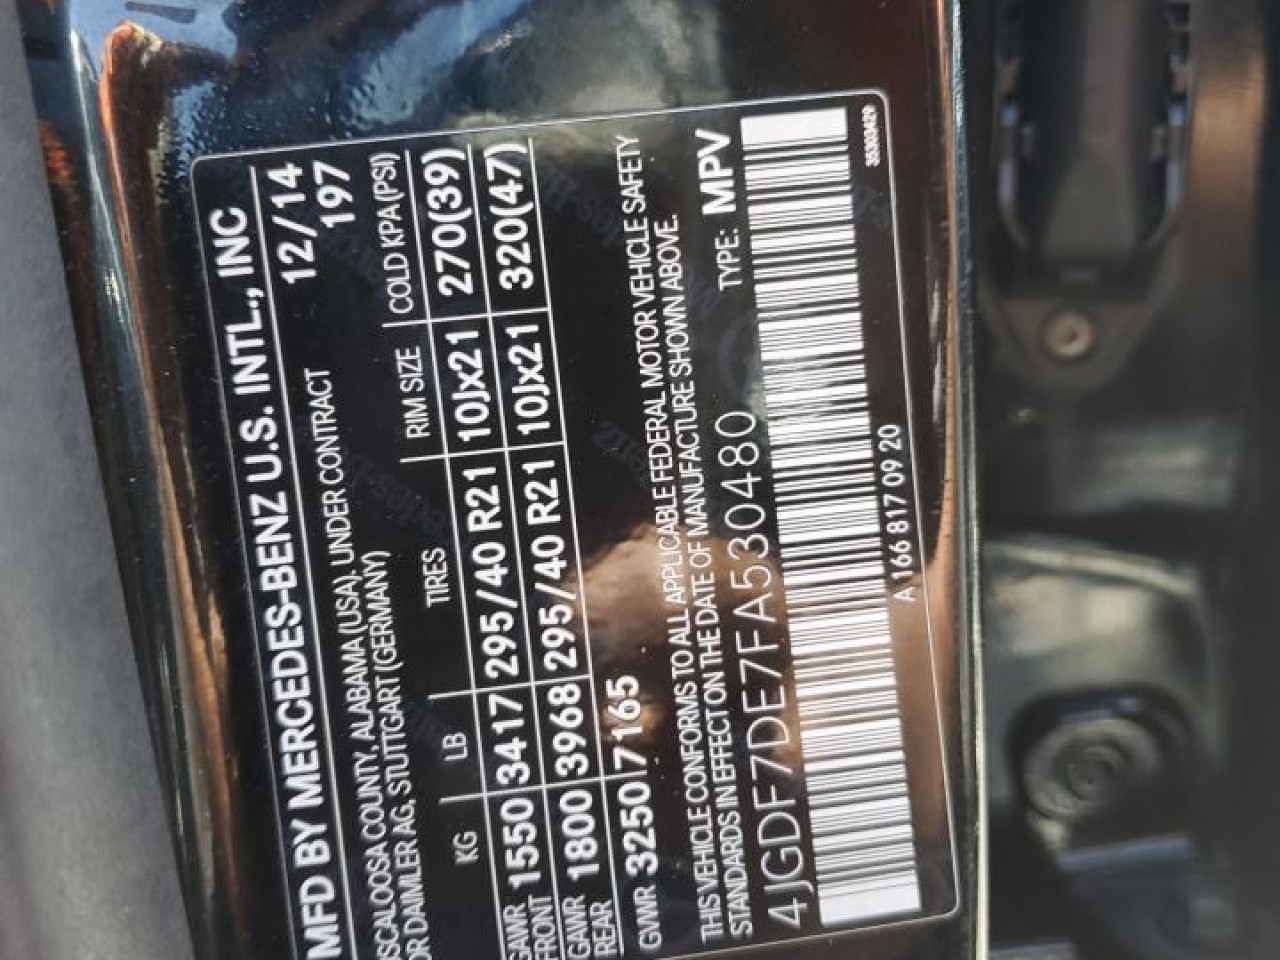 MFD BY MERCEDES-BENZ U.S. INTL., INC
12/14
SCALOOSA COUNTY, ALABAMA (USA). UNDER CONTRACT 197
OR DAIMLER AG, STUTTGART (GERMANY)
KG LB TIRES RIM SIZE COLD KPA(PSI)
GAWR FRONT 1550 3417 295/40 R21 10Jx21 270(39)
GAWR REAR 1800 3968 295/40 R21 10Jx21 320(47)
GVWR 3250 7165
THIS VEHICLE CONFORMS TO ALL APPLICABLE FEDERAL MOTOR VEHICLE SAFETY
STANDARDS IN EFFECT ON THE DATE OF MANUFACTURE SHOWN ABOVE.
4JGDF7DE7FA530480 TYPE: MPV
A 166 817 09 20
35303429